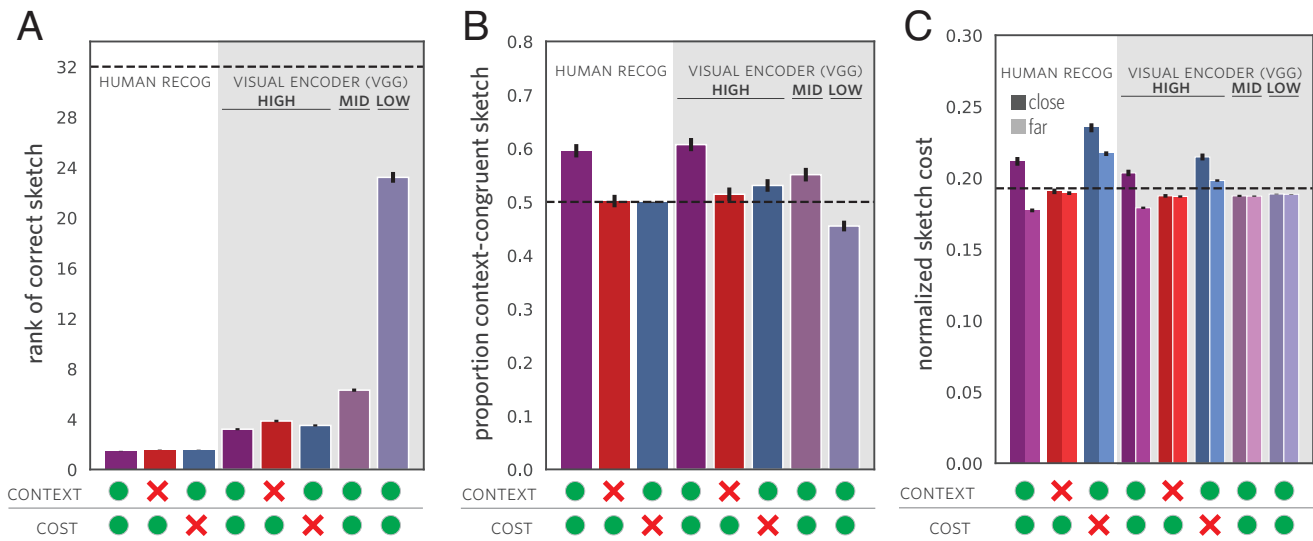 A
rank of correct sketch
32
28
24
20
16
12
8
4
0
HUMAN RECOG
VISUAL ENCODER (VGG)
HIGH MID LOW
B
proportion context-congruent sketch
0.8
0.7
0.6
0.5
0.4
0.3
0.2
0.1
0.0
HUMAN RECOG
VISUAL ENCODER (VGG)
HIGH MID LOW
C
normalized sketch cost
0.30
0.25
0.20
0.15
0.10
0.05
0.00
HUMAN RECOG
VISUAL ENCODER (VGG)
HIGH MID LOW
close
far
CONTEXT
COST
CONTEXT
COST
CONTEXT
COST